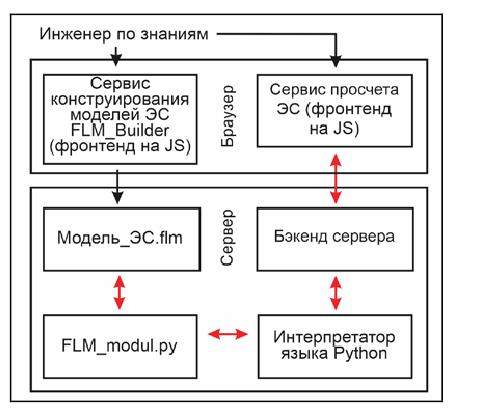 Инженер по знаниям
Сервис
конструирования
моделей ЭС
FLM_Builder
(фронтенд на JS)
Браузер
Сервис просчета
ЭС (фронтенд
на JS)
Модель_ЭС.flm
Сервер
Бэкенд сервера
FLM_modul.py
Интерпретатор
языка Python